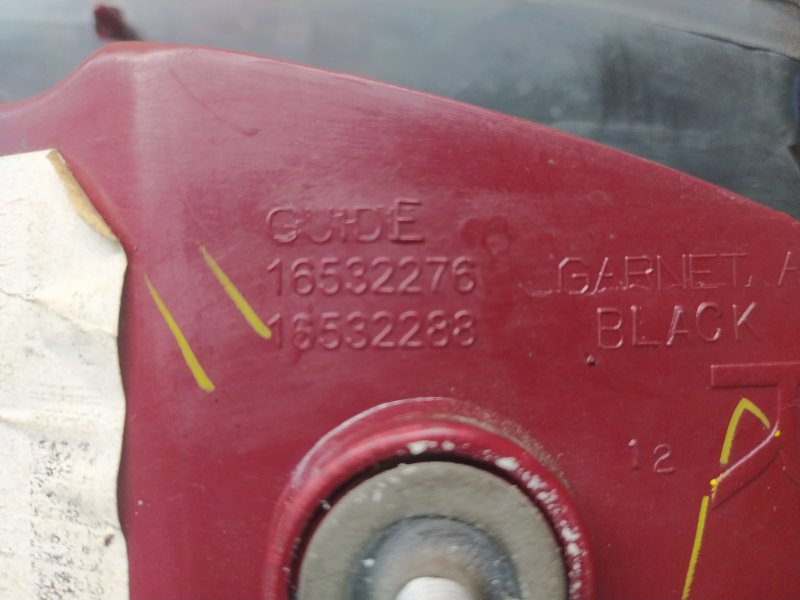 GUIDE
16532276
16532288
GARNET, A
BLACK
12
R